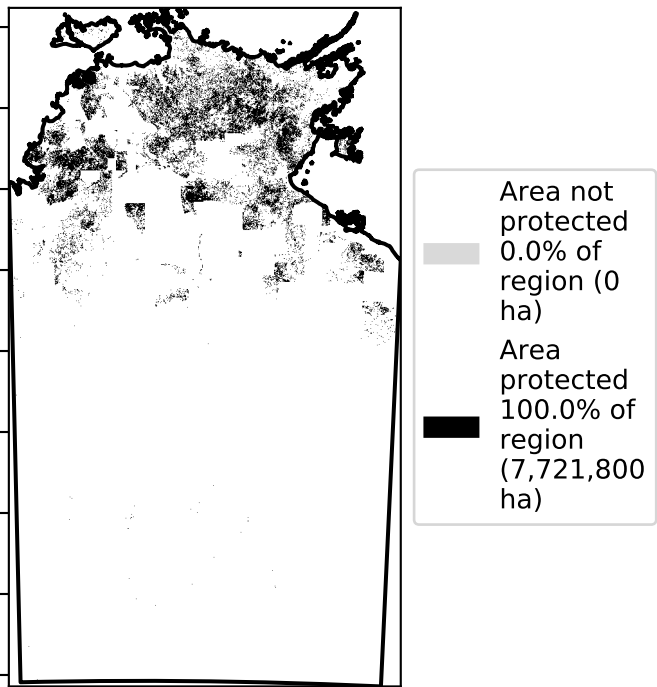 Area not
protected
0.0% of
region (0
ha)
Area
protected
100.0% of
region
(7,721,800
ha)